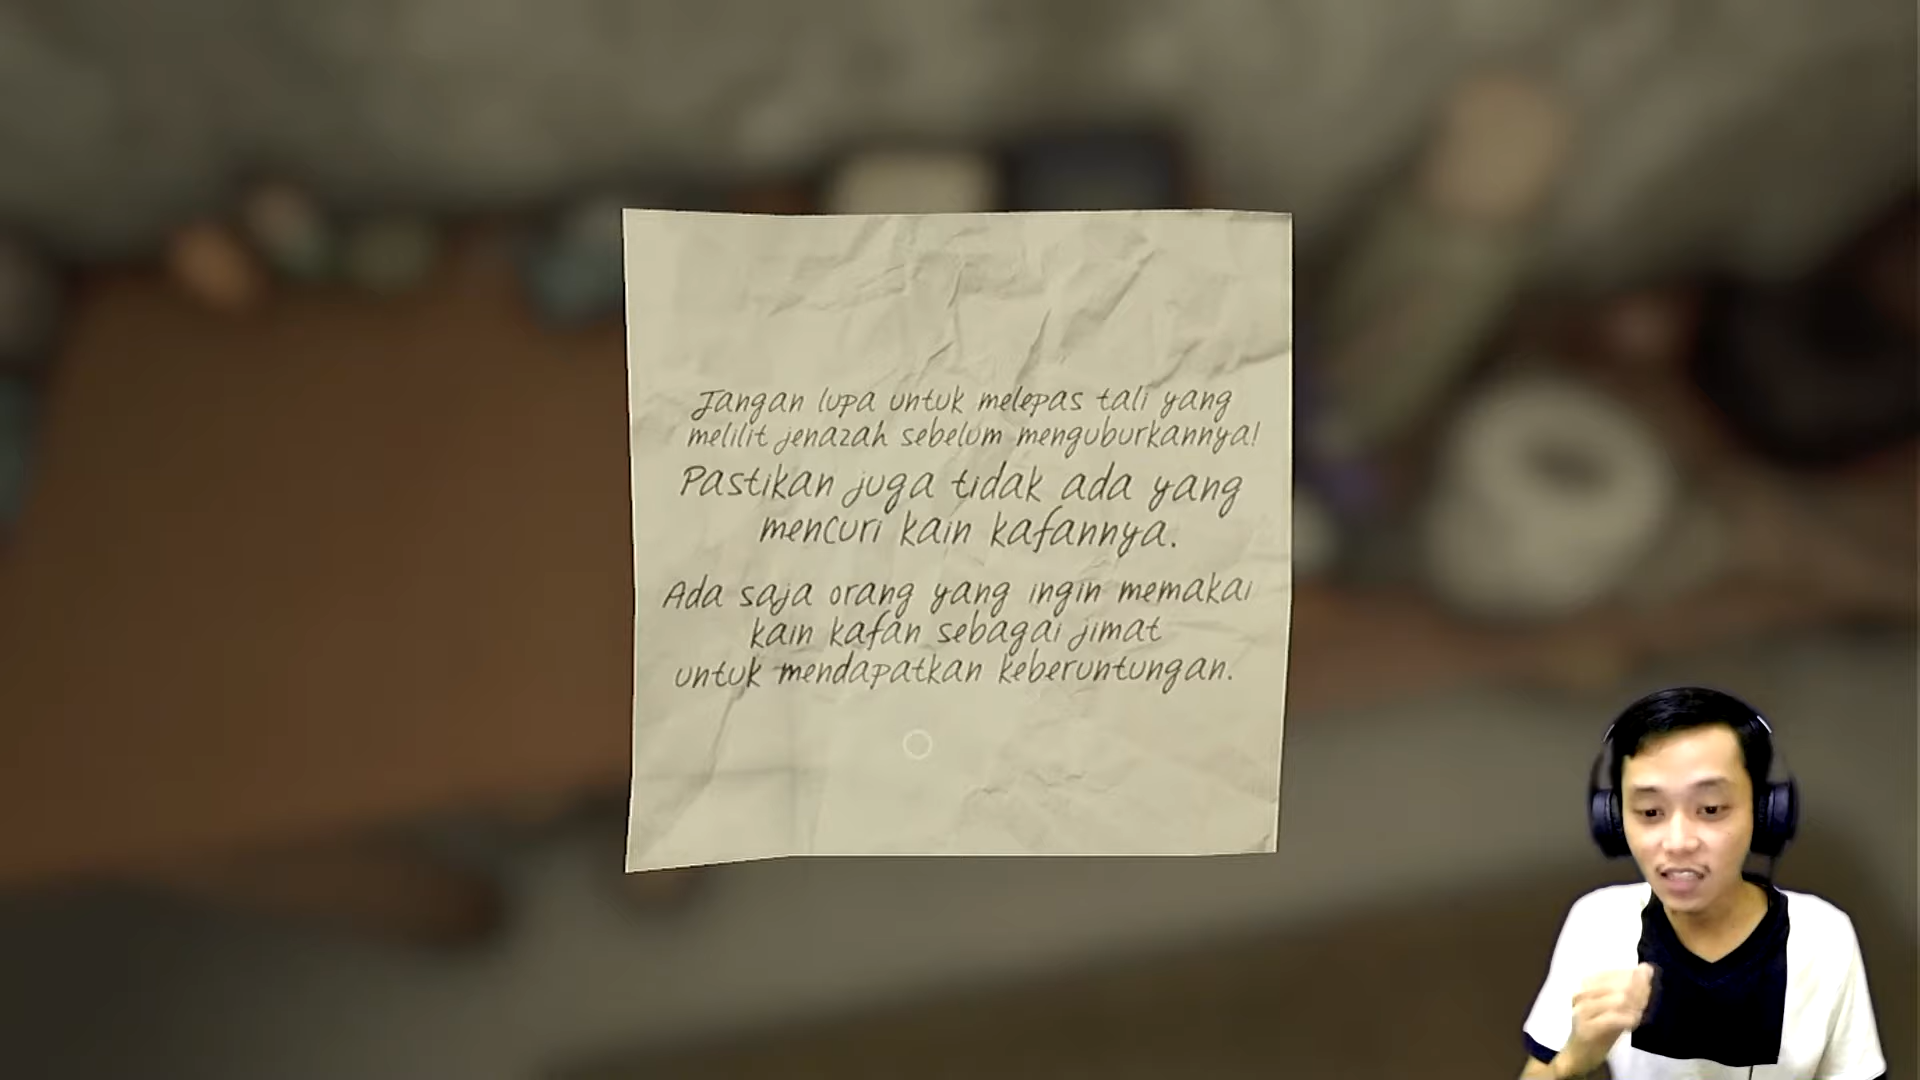 Jangan lupa untuk melepas tali yang
melilit jenazah sebelum menguburkannya!
Pastikan juga tidak ada yang
mencuri kain kafannya.
Ada saja orang yang ingin memakai
kain kafan sebagai jimat
untuk mendapatkan keberuntungan.